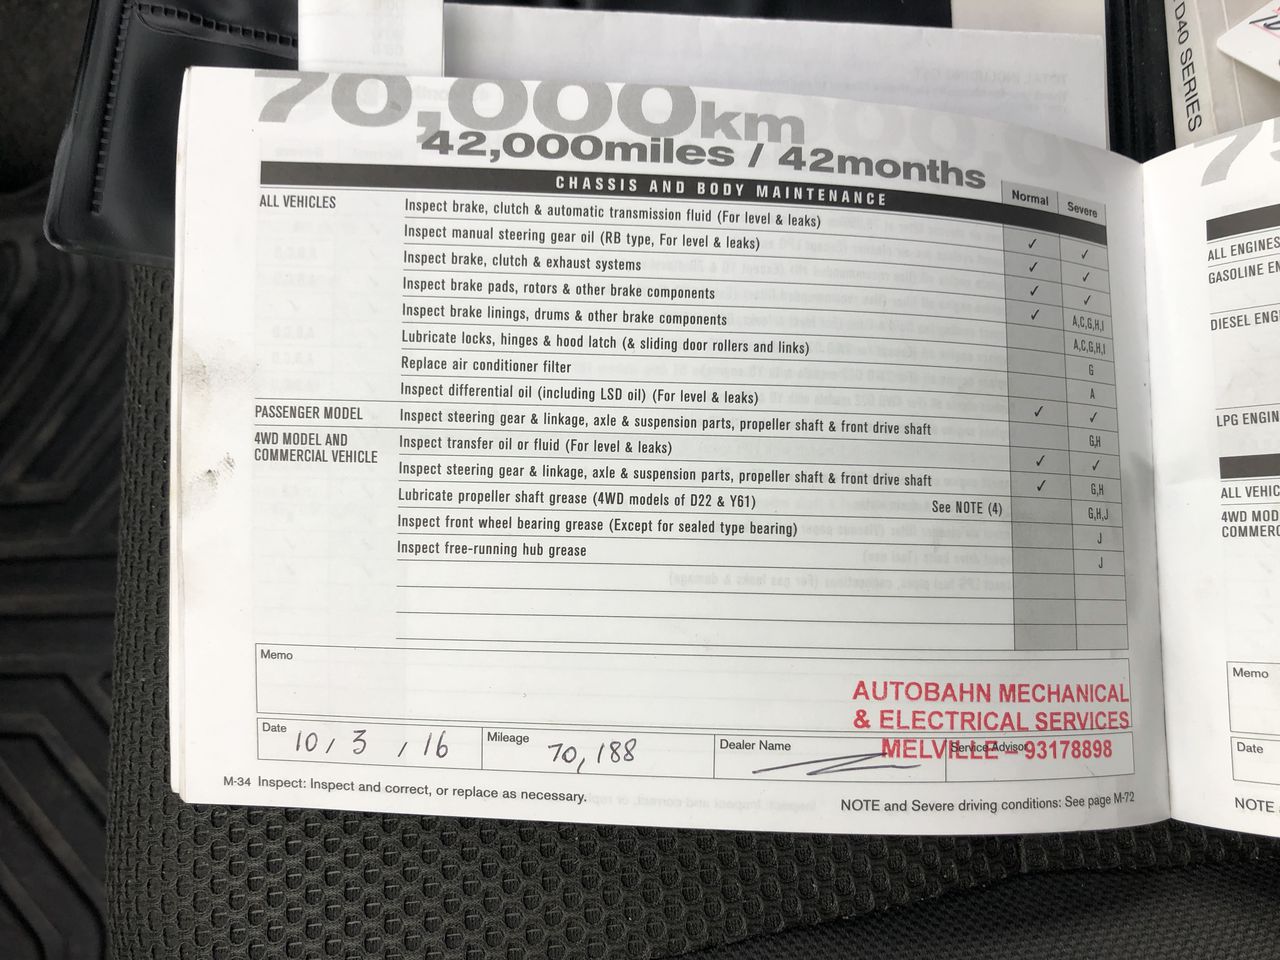 D40 SERIES
70,000km
42,000miles / 42months
CHASSIS AND BODY MAINTENANCE Normal Severe
ALL VEHICLES Inspect brake, clutch & automatic transmission fluid (For level & leaks) ✓ ✓
Inspect manual steering gear oil (RB type, For level & leaks) ✓ ✓
Inspect brake, clutch & exhaust systems ✓ ✓
Inspect brake pads, rotors & other brake components ✓ A,C,G,H,I
Inspect brake linings, drums & other brake components A,C,G,H,I
Lubricate locks, hinges & hood latch (& sliding door rollers and links) G
Replace air conditioner filter A
Inspect differential oil (including LSD oil) (For level & leaks) ✓ ✓
PASSENGER MODEL Inspect steering gear & linkage, axle & suspension parts, propeller shaft & front drive shaft G,H
4WD MODEL AND Inspect transfer oil or fluid (For level & leaks) ✓ ✓
COMMERCIAL VEHICLE Inspect steering gear & linkage, axle & suspension parts, propeller shaft & front drive shaft ✓ G,H
Lubricate propeller shaft grease (4WD models of D22 & Y61) See NOTE (4) G,H,J
Inspect front wheel bearing grease (Except for sealed type bearing) J
Inspect free-running hub grease J
Memo
AUTOBAHN MECHANICAL
& ELECTRICAL SERVICES
MELVILLE - 93178898
Date 10 / 3 / 16 Mileage 70,188 Dealer Name Service Advisor
M-34 Inspect: Inspect and correct, or replace as necessary.
NOTE and Severe driving conditions: See page M-72
ALL ENGINES
GASOLINE EN
DIESEL ENG
LPG ENGIN
ALL VEHIC
4WD MOD
COMMERC
Memo
Date
NOTE